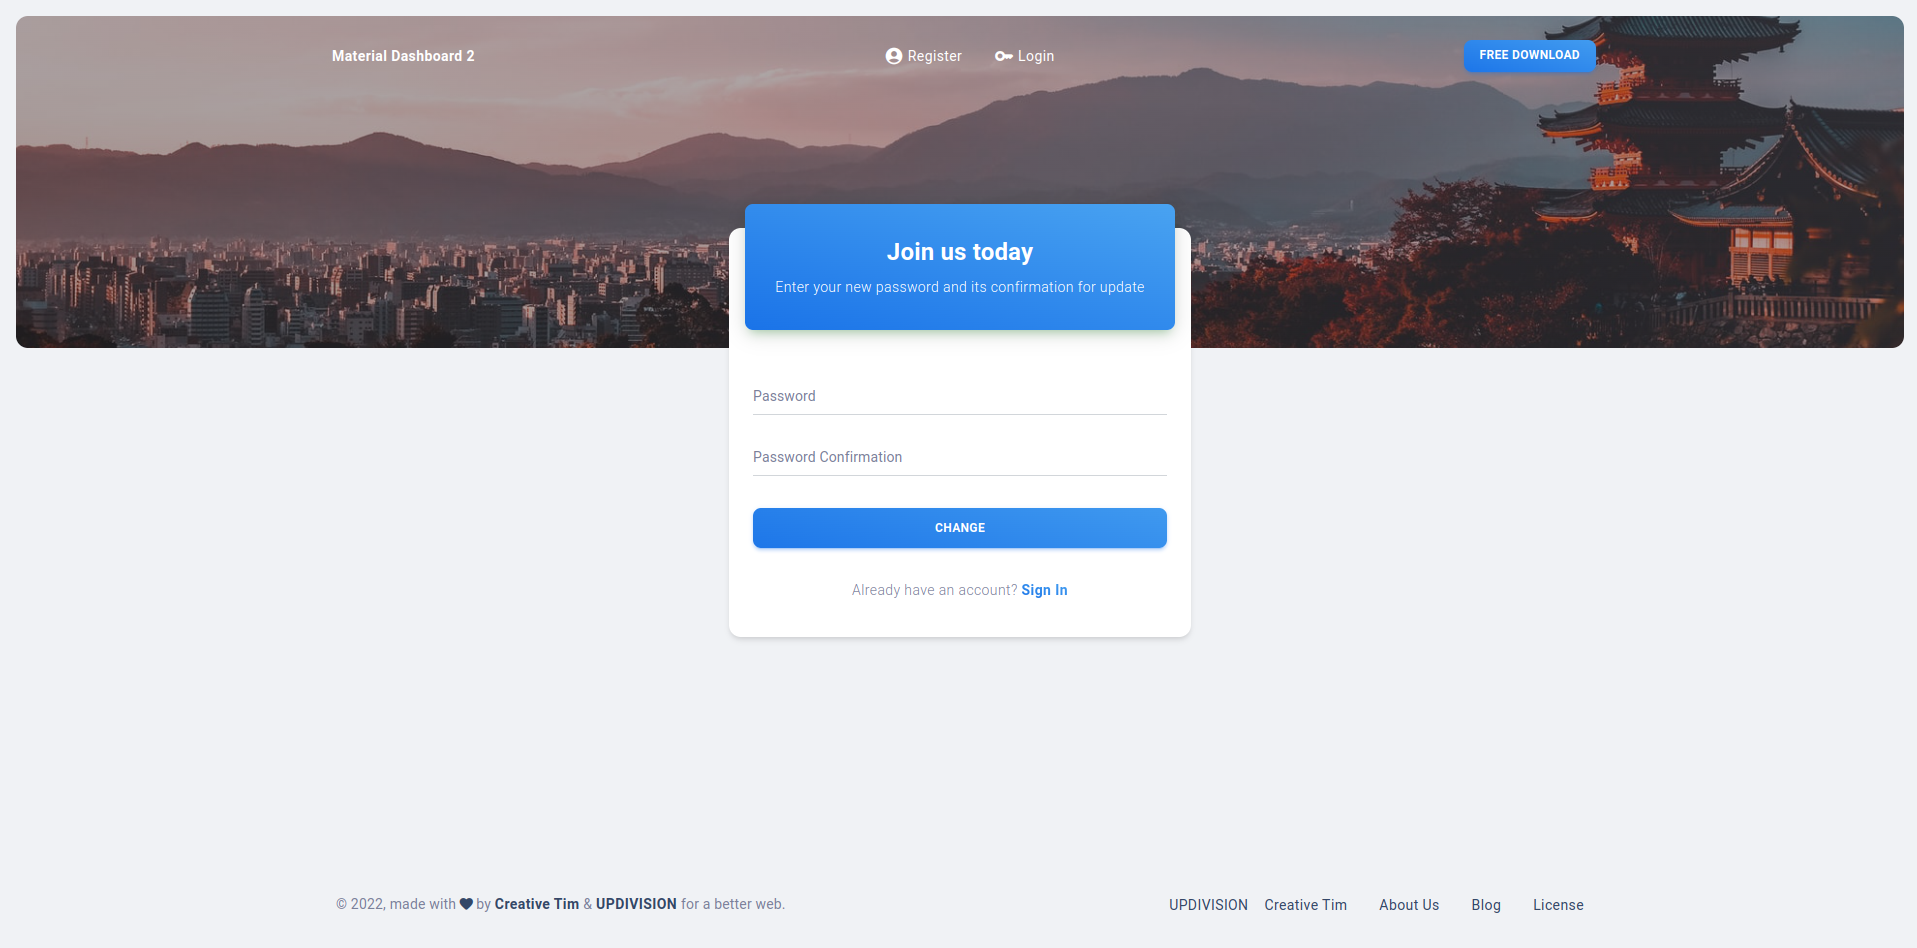 Material Dashboard 2
Register
Login
FREE DOWNLOAD
Join us today
Enter your new password and its confirmation for update
Password
Password Confirmation
CHANGE
Already have an account? Sign In
© 2022, made with by Creative Tim & UPDIVISION for a better web.
UPDIVISION
Creative Tim
About Us
Blog
License